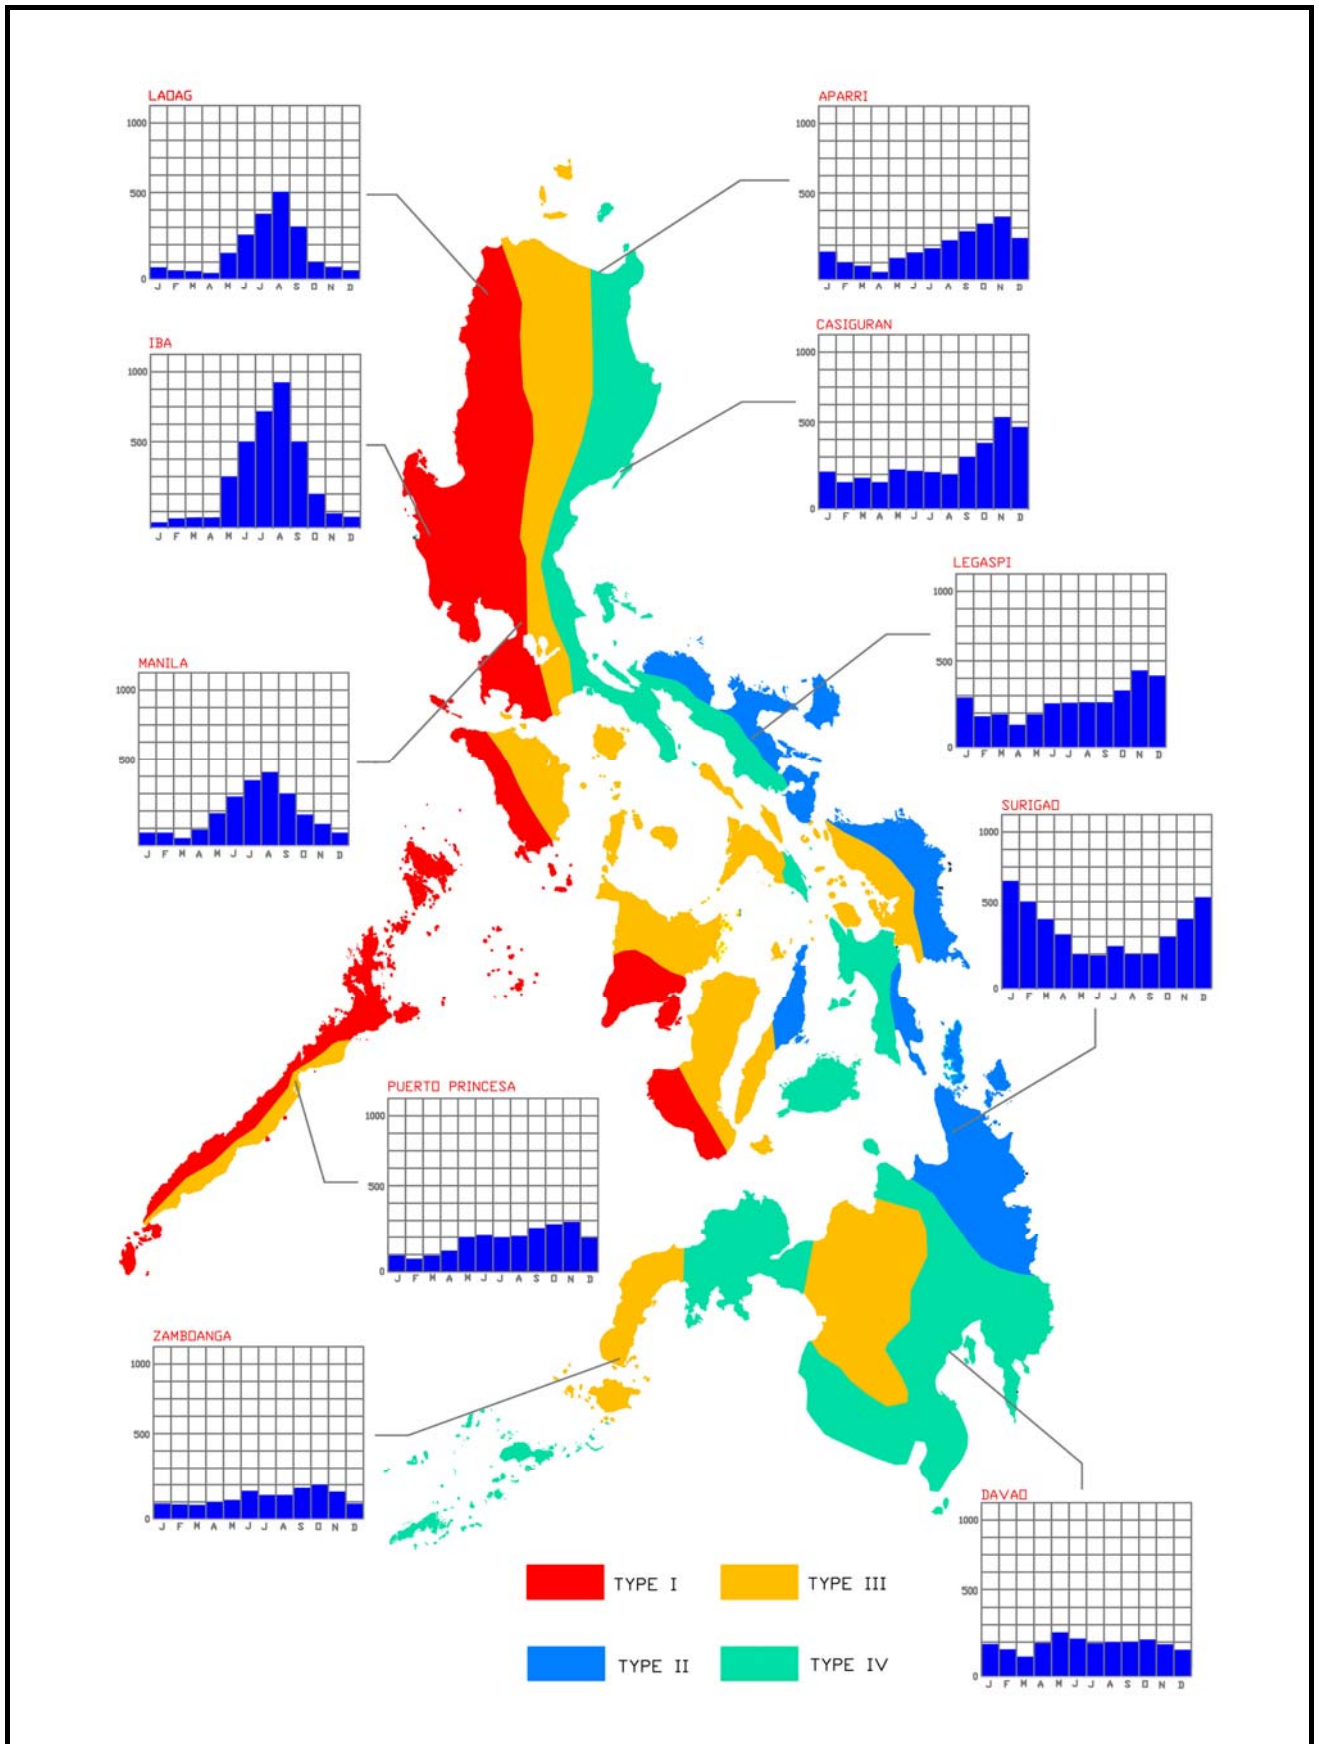 LAOAG
1000
500
0
J F M A M J J A S O N D
APARRI
1000
500
J F M A M J J A S O N D
IBA
1000
500
J F M A M J J A S O N D
CASIGURAN
1000
500
0
J F M A M J J A S O N D
LEGASPI
1000
500
0
J F M A M J J A S O N D
MANILA
1000
500
J F M A M J J A S O N D
SURIGAO
1000
500
0
J F M A M J J A S O N D
PUERTO PRINCESA
1000
500
0
J F M A M J J A S O N D
ZAMBOANGA
1000
500
0
J F M A M J J A S O N D
DAVAO
1000
500
0
J F M A M J J A S O N D
TYPE I
TYPE III
TYPE II
TYPE IV